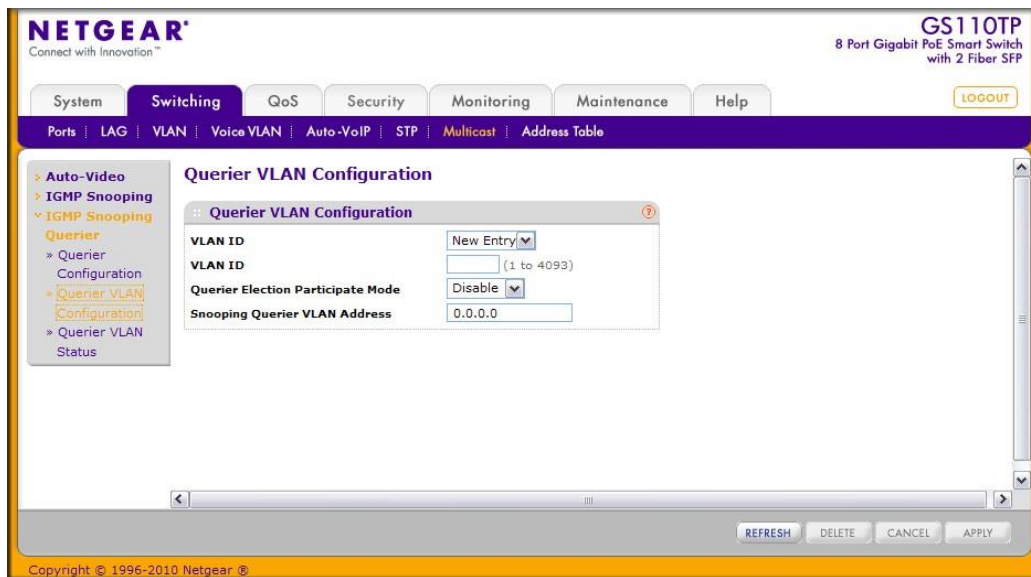 NETGEAR®
Connect with Innovation™
GS110TP
8 Port Gigabit PoE Smart Switch
with 2 Fiber SFP
System Switching QoS Security Monitoring Maintenance Help LOGOUT
Ports | LAG | VLAN | Voice VLAN | Auto-VoIP | STP | Multicast | Address Table
Auto-Video
IGMP Snooping
IGMP Snooping
Querier
» Querier
Configuration
» Querier VLAN
Configuration
» Querier VLAN
Status
Querier VLAN Configuration
Querier VLAN Configuration ?
VLAN ID New Entry
VLAN ID (1 to 4093)
Querier Election Participate Mode Disable
Snooping Querier VLAN Address 0.0.0.0
REFRESH DELETE CANCEL APPLY
Copyright © 1996-2010 Netgear ®